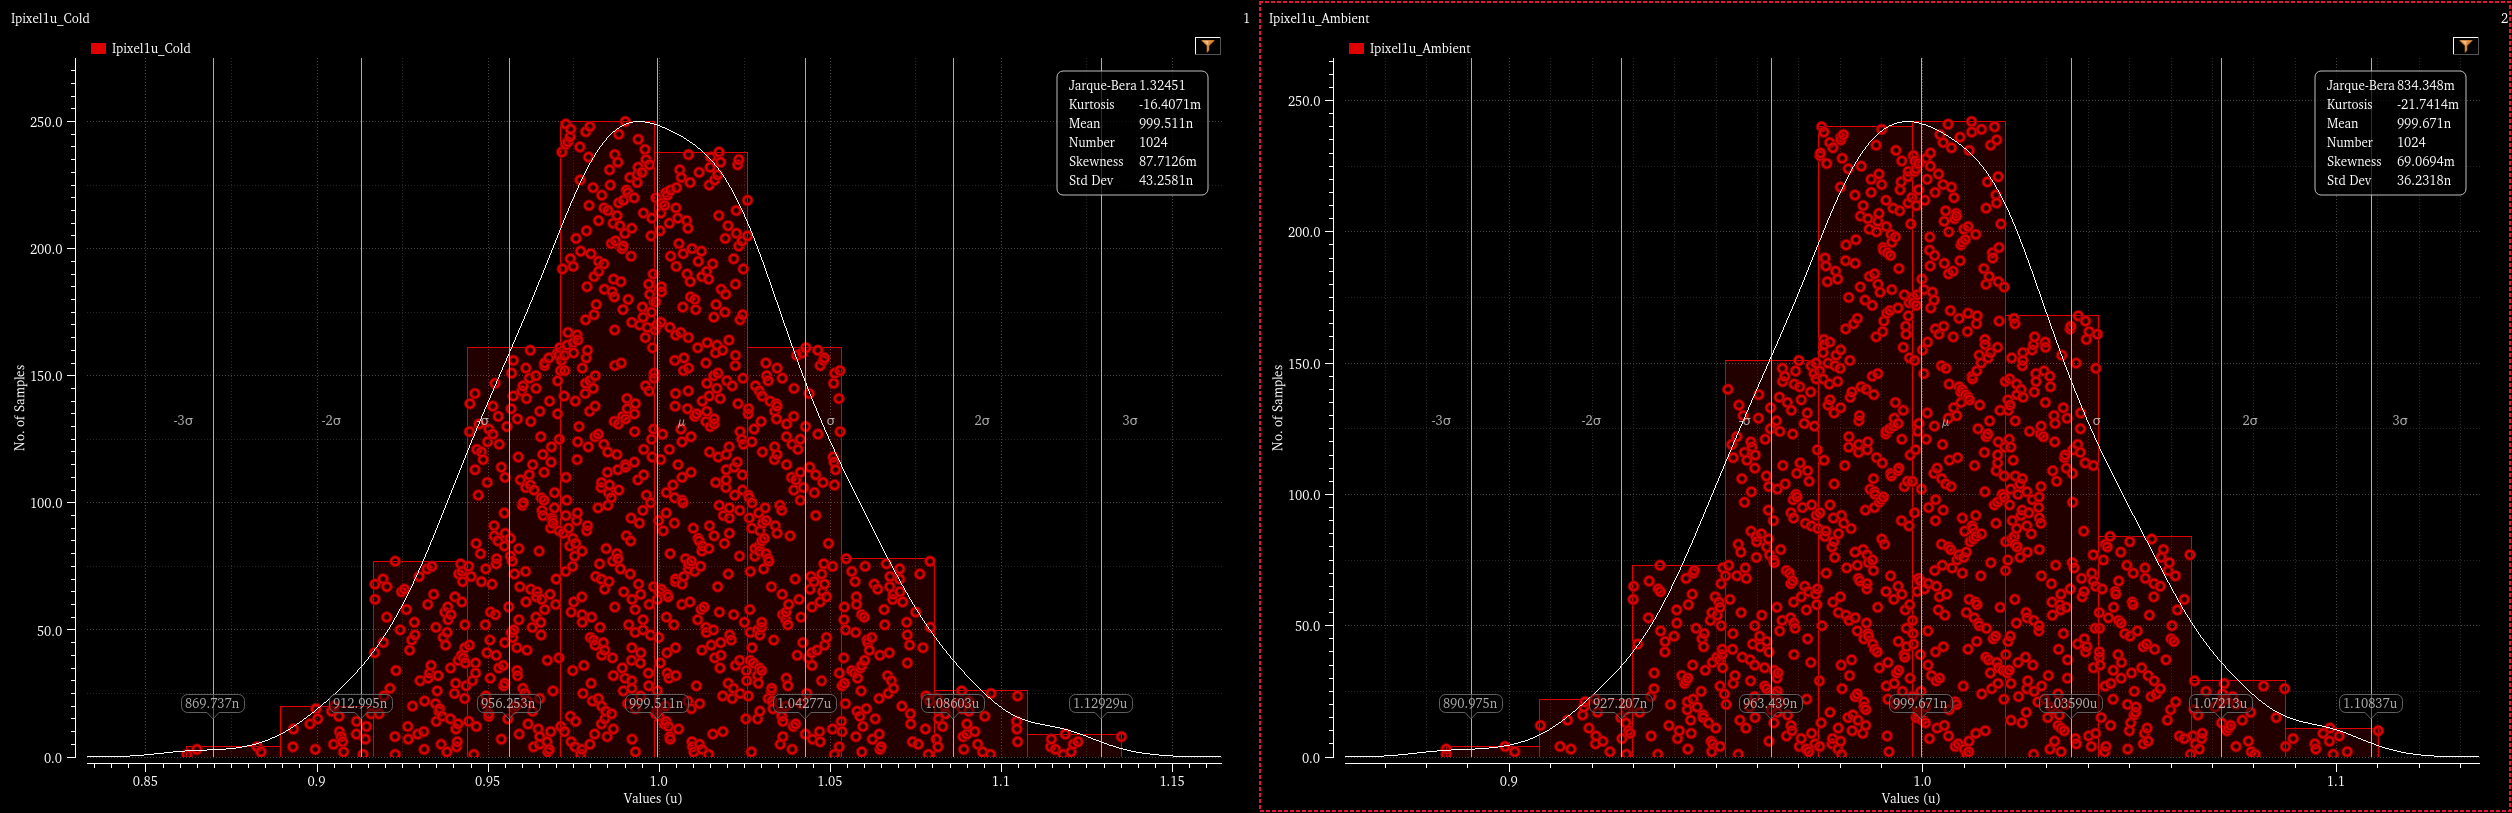 Ipixel1u_Cold
1
Ipixel1u_Cold
Jarque-Bera 1.32451
Kurtosis -16.4071m
Mean 999.511n
Number 1024
Skewness 87.7126m
Std Dev 43.2581n
250.0
200.0
150.0
100.0
50.0
0.0
No. of Samples
-3σ
-2σ
-σ
μ
σ
2σ
3σ
869.737n
912.995n
956.253n
999.511n
1.04277u
1.08603u
1.12929u
0.85
0.9
0.95
1.0
1.05
1.1
1.15
Values (u)
Ipixel1u_Ambient
2
Ipixel1u_Ambient
Jarque-Bera 834.348m
Kurtosis -21.7414m
Mean 999.671n
Number 1024
Skewness 69.0694m
Std Dev 36.2318n
250.0
200.0
150.0
100.0
50.0
0.0
No. of Samples
-3σ
-2σ
-σ
μ
σ
2σ
3σ
890.975n
927.207n
963.439n
999.671n
1.03590u
1.07213u
1.10837u
0.9
1.0
1.1
Values (u)